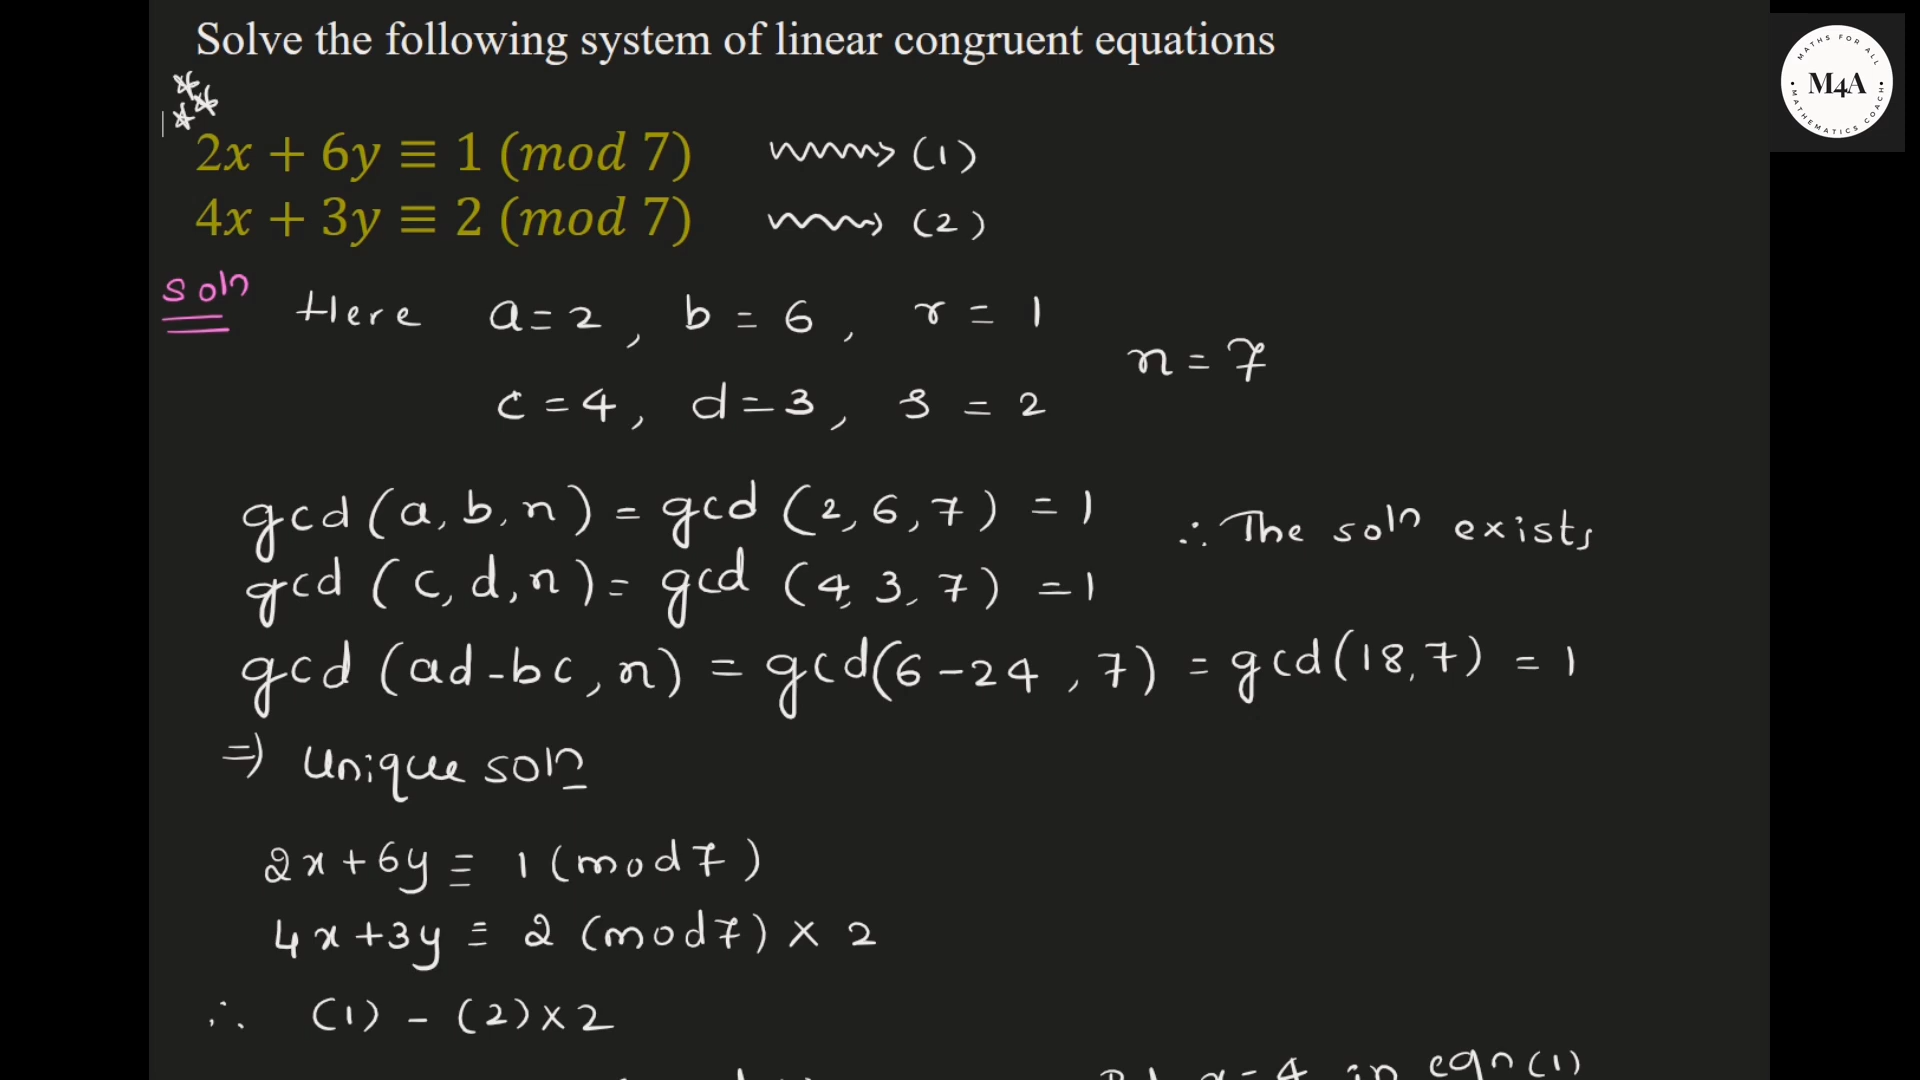 Solve the following system of linear congruent equations
MATHS FOR ALL
M4A
MATHEMATICS COACH
***
2x + 6y ≡ 1 (mod 7) (1)
4x + 3y ≡ 2 (mod 7) (2)
soln Here a = 2, b = 6, r = 1
n = 7
c = 4, d = 3, s = 2
gcd (a, b, n) = gcd (2, 6, 7) = 1
∴ The soln exists
gcd (c, d, n) = gcd (4, 3, 7) = 1
gcd (ad - bc, n) = gcd (6 - 24, 7) = gcd (18, 7) = 1
⇒ Unique soln
2x + 6y ≡ 1 (mod 7)
4x + 3y ≡ 2 (mod 7) × 2
∴ (1) - (2) × 2
= 4 in eqn (1)